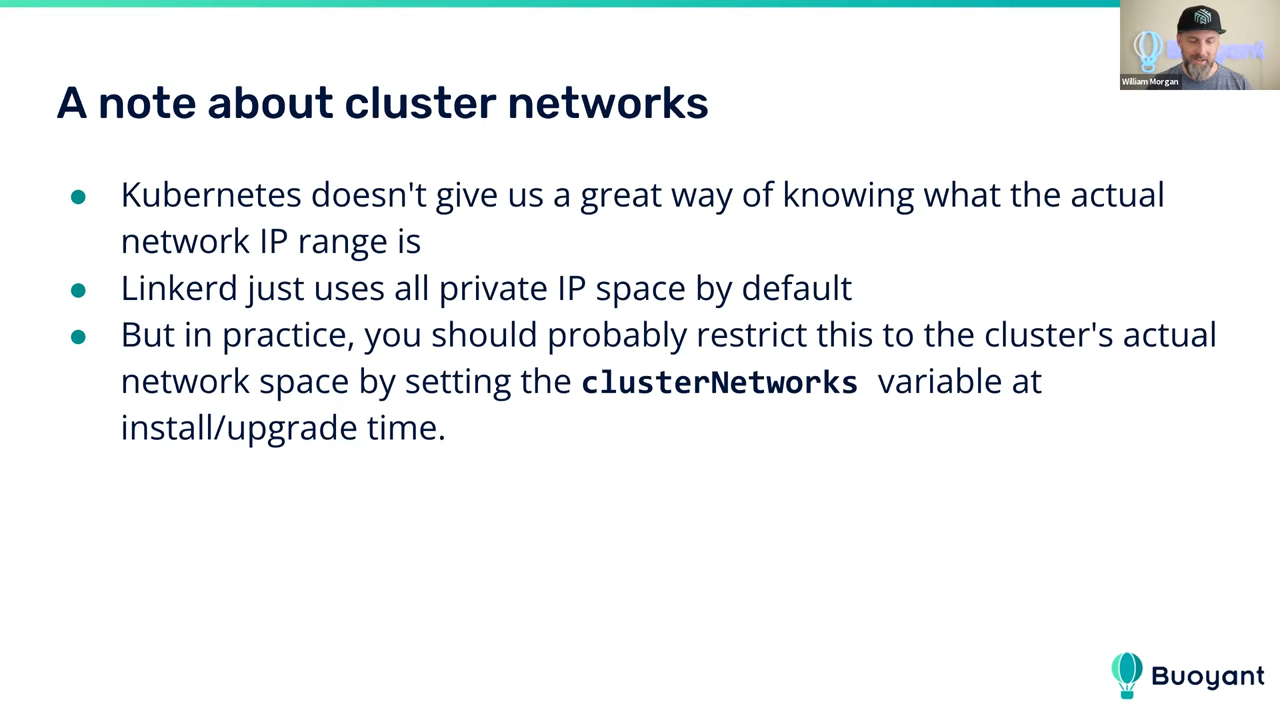 Buoyant
William Morgan
A note about cluster networks
Kubernetes doesn't give us a great way of knowing what the actual
network IP range is
Linkerd just uses all private IP space by default
But in practice, you should probably restrict this to the cluster's actual
network space by setting the clusterNetworks variable at
install/upgrade time.
Buoyant